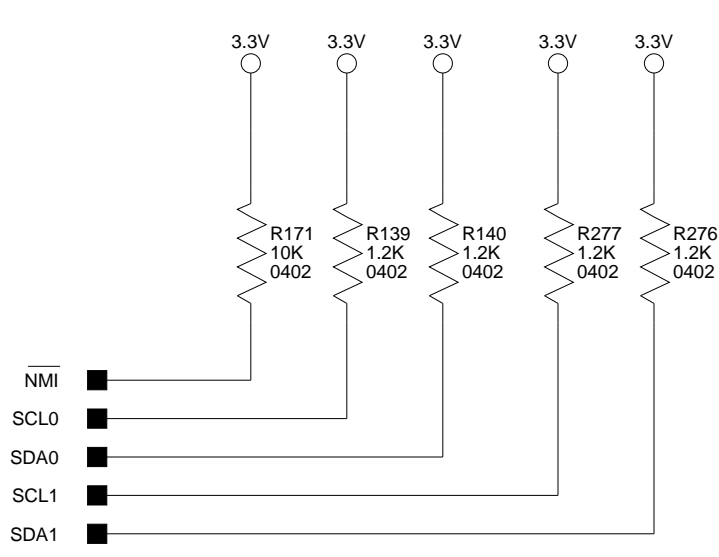 3.3V 3.3V 3.3V 3.3V 3.3V
R171 R139 R140 R277 R276
10K 1.2K 1.2K 1.2K 1.2K
0402 0402 0402 0402 0402
NMI
SCL0
SDA0
SCL1
SDA1